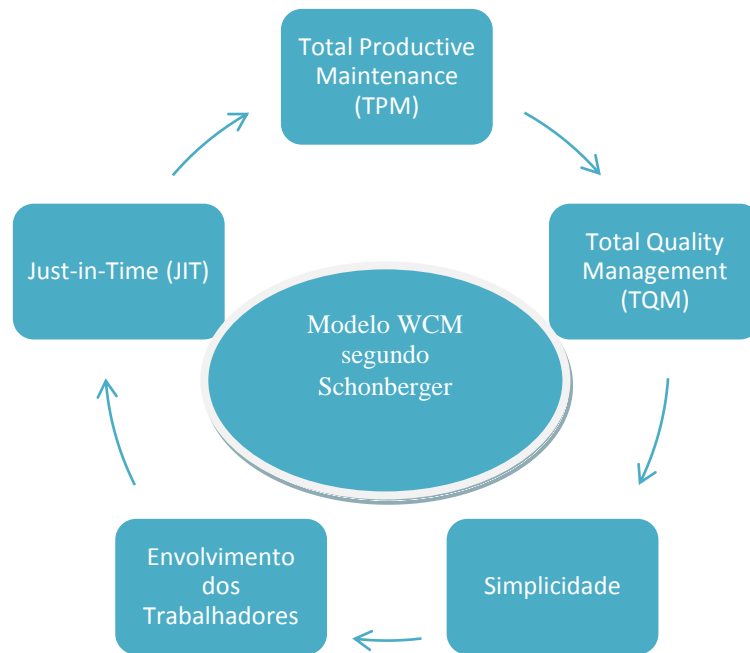 Total Productive
Maintenance
(TPM)
Total Quality
Management
(TQM)
Simplicidade
Envolvimento
dos
Trabalhadores
Just-in-Time (JIT)
Modelo WCM
segundo
Schonberger